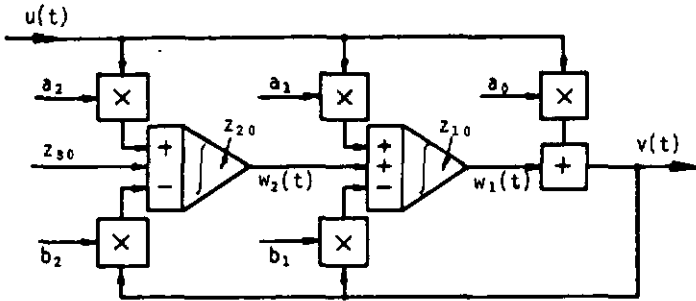 u(t)
a₂ × a₁ × a₀ ×
z₂₀ z₁₀ v(t)
+ + +
z₃₀ w₂(t) + w₁(t)
− −
b₂ × b₁ ×